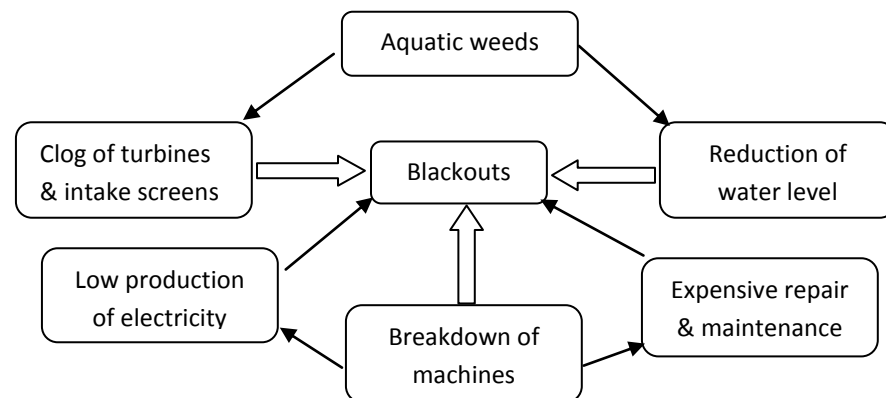 Aquatic weeds
Clog of turbines
& intake screens
Blackouts
Reduction of
water level
Low production
of electricity
Breakdown of
machines
Expensive repair
& maintenance